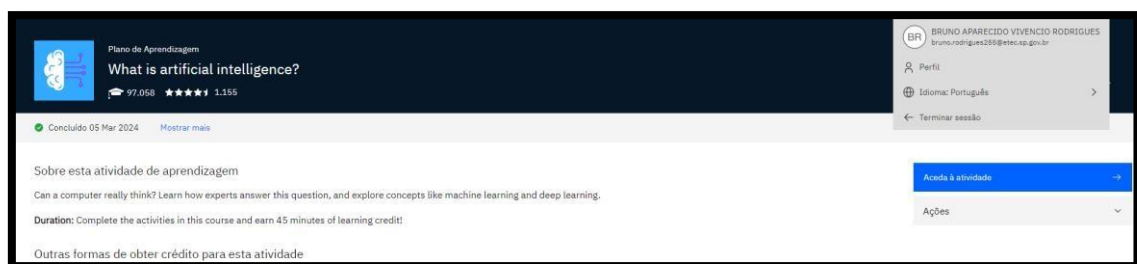 Plano de Aprendizagem
What is artificial intelligence?
97.058 1.155
Concluído 05 Mar 2024 Mostrar mais
BR BRUNO APARECIDO VIVENCIO RODRIGUES
bruno.rodrigues265@etec.sp.gov.br
Perfil
Idioma: Português
Terminar sessão
Sobre esta atividade de aprendizagem
Can a computer really think? Learn how experts answer this question, and explore concepts like machine learning and deep learning.
Duration: Complete the activities in this course and earn 45 minutes of learning credit!
Outras formas de obter crédito para esta atividade
Aceda à atividade
Ações